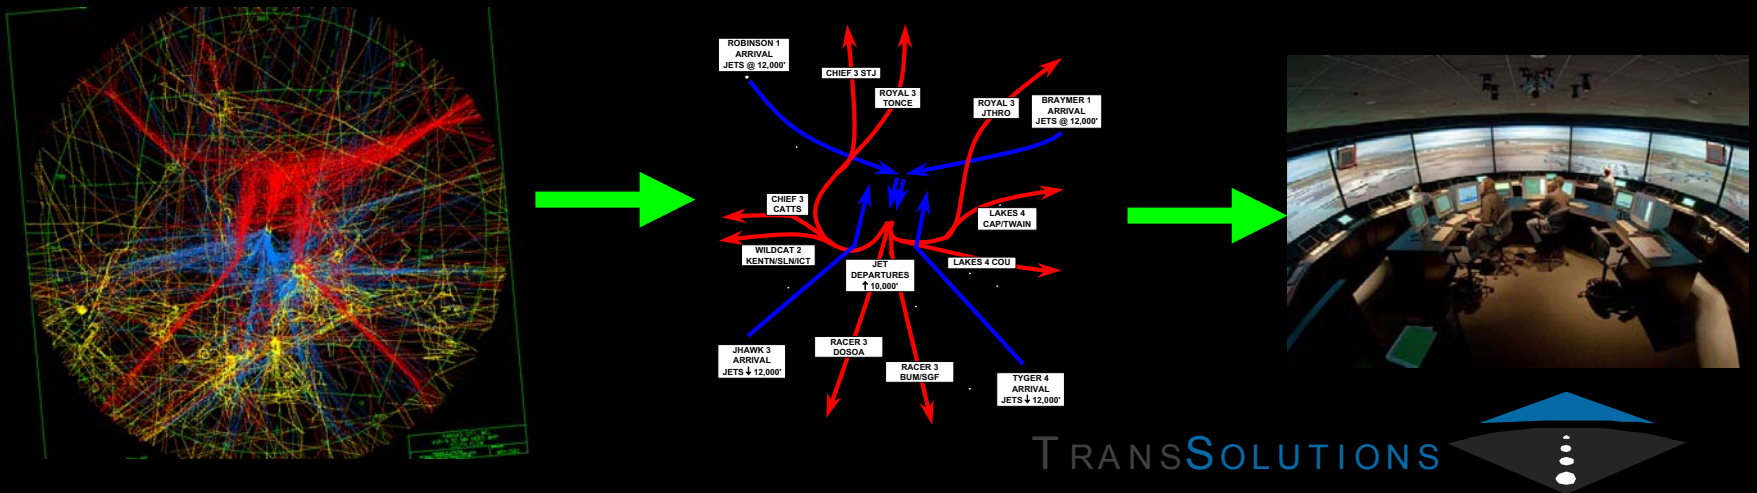 ROBINSON 1
ARRIVAL
JETS @ 12,000'
CHIEF 3 STJ
ROYAL 3
TONCE
ROYAL 3
JTHRO
BRAYMER 1
ARRIVAL
JETS @ 12,000'
CHIEF 3
CATTS
LAKES 4
CAP/TWAIN
WILDCAT 2
KENTN/SLN/ICT
JET
DEPARTURES
↑10,000'
LAKES 4 COU
JHAWK 3
ARRIVAL
JETS↓12,000'
RACER 3
DOSOA
RACER 3
BUM/SGF
TYGER 4
ARRIVAL
JETS↓12,000'
TRANSSOLUTIONS